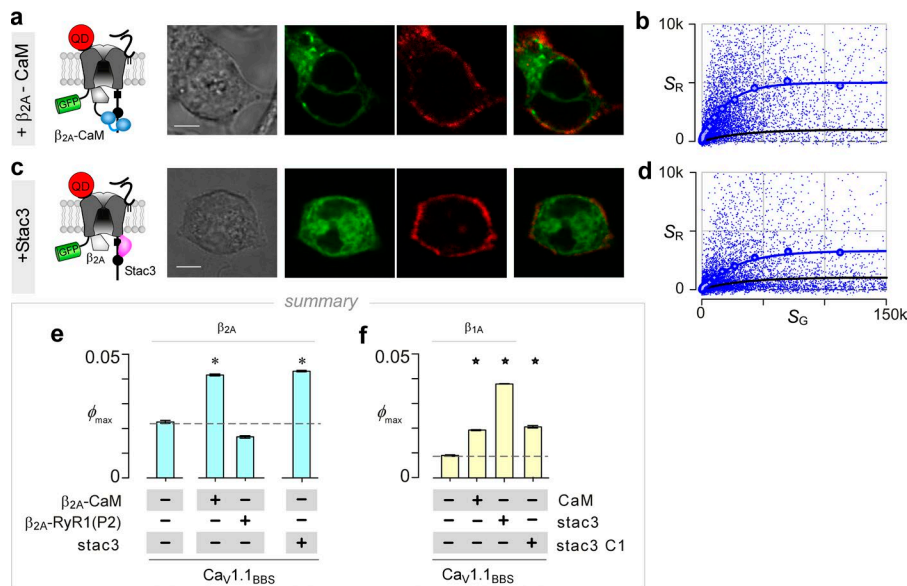 a
+ β2A - CaM
QD
GFP
β2A-CaM
b
10k
SR
0
c
+Stac3
QD
GFP
β2A
Stac3
d
10k
SR
0
0 SG 150k
summary
e
β2A
0.05
ϕmax
0
* *
β2A-CaM − + − −
β2A-RyR1(P2) − − + −
stac3 − − − +
CaV1.1BBS
f
β1A
0.05
ϕmax
0
★ ★ ★
− + − − CaM
− − + − stac3
− − − + stac3 C1
CaV1.1BBS